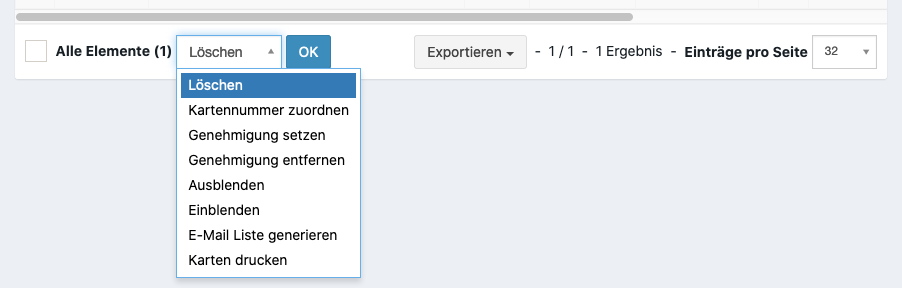 Alle Elemente (1) Löschen OK Exportieren - 1 / 1 - 1 Ergebnis - Einträge pro Seite 32
Löschen
Kartennummer zuordnen
Genehmigung setzen
Genehmigung entfernen
Ausblenden
Einblenden
E-Mail Liste generieren
Karten drucken